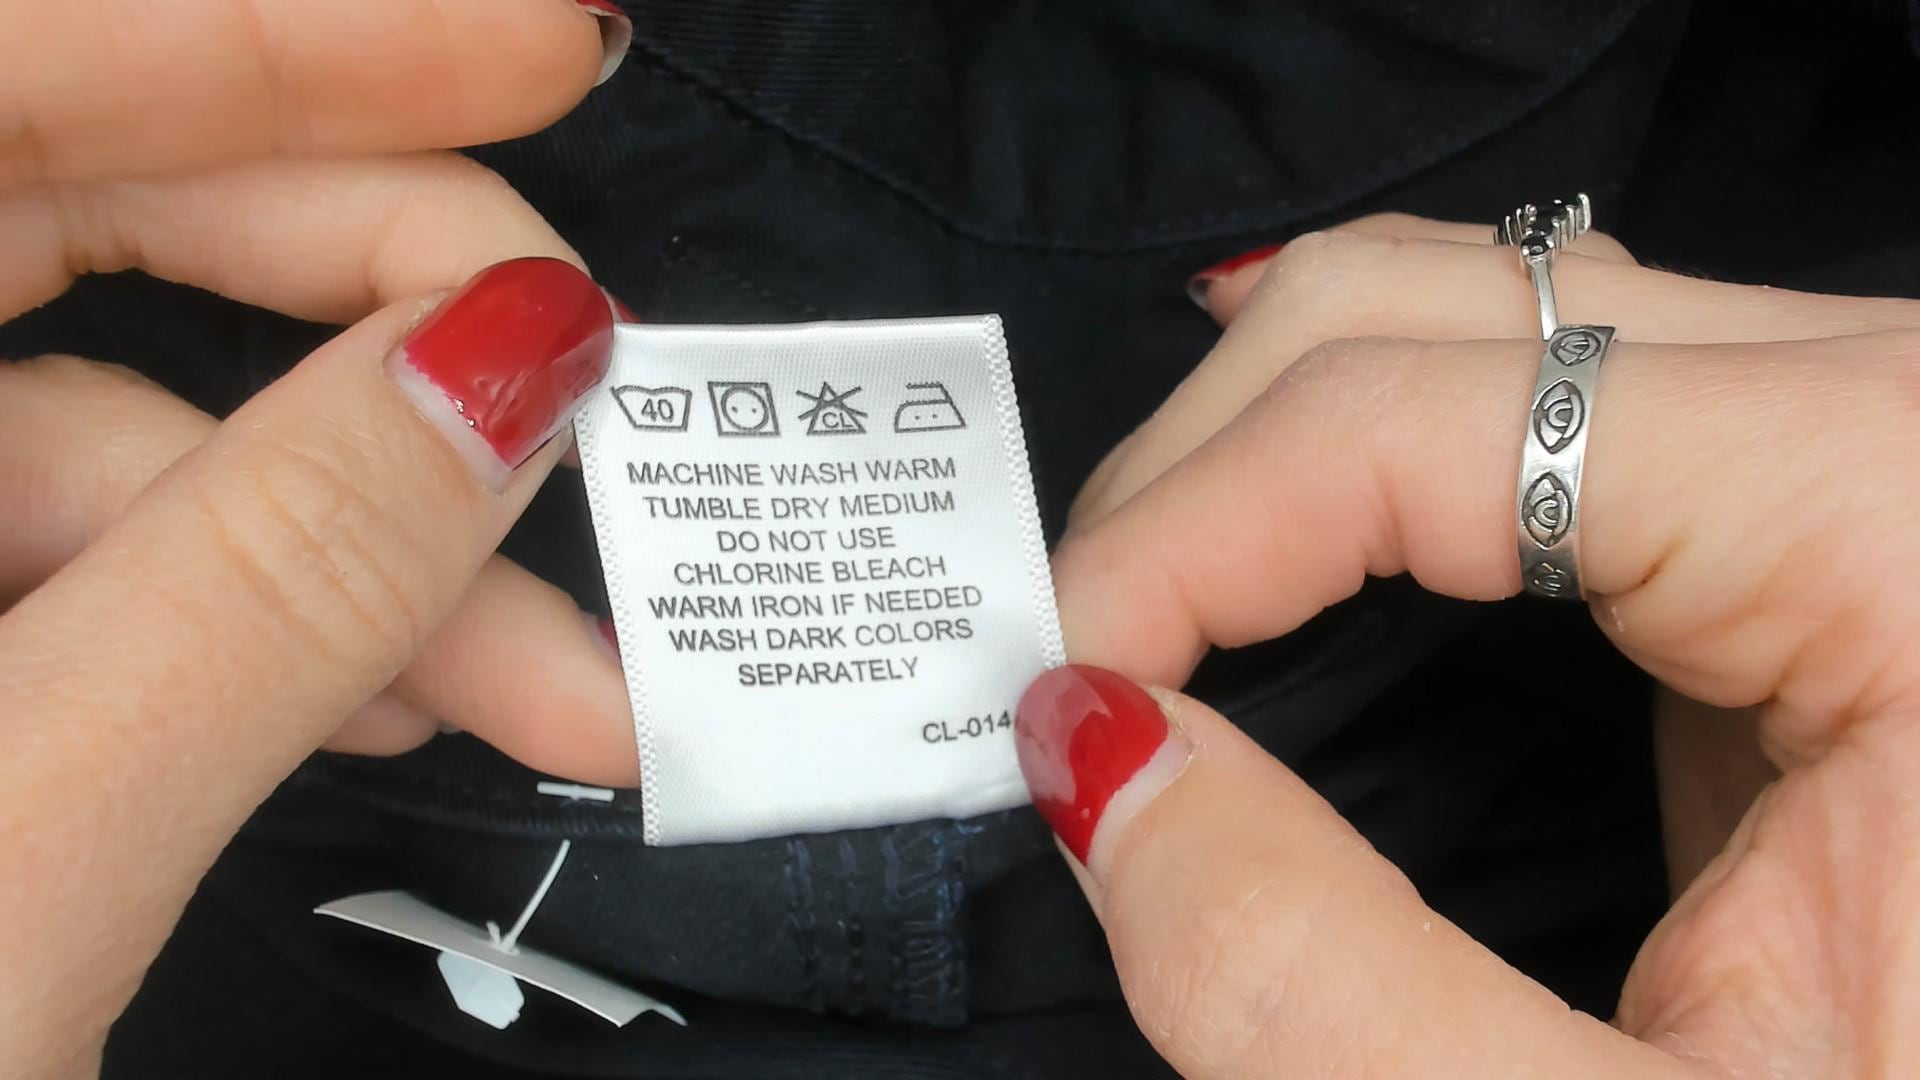 40 CL
MACHINE WASH WARM
TUMBLE DRY MEDIUM
DO NOT USE
CHLORINE BLEACH
WARM IRON IF NEEDED
WASH DARK COLORS
SEPARATELY
CL-014